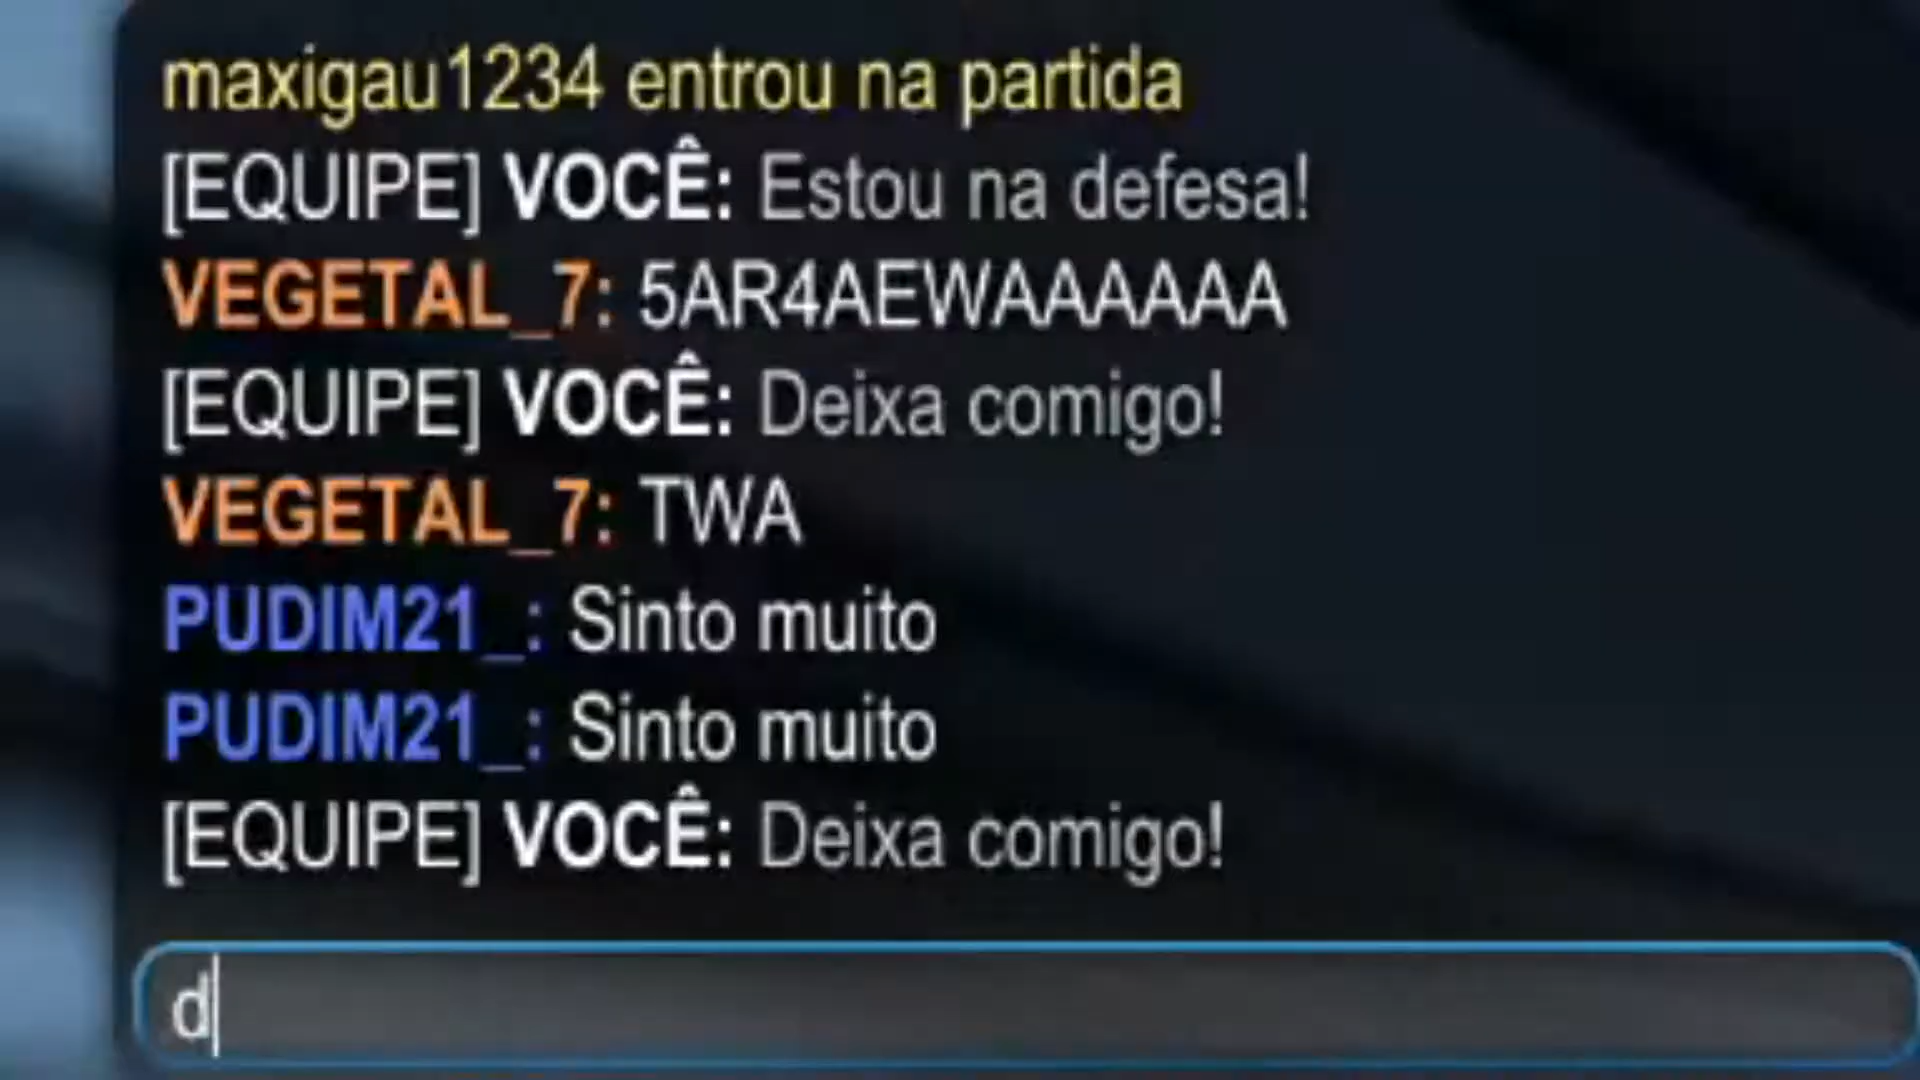 maxigau1234 entrou na partida
[EQUIPE] VOCÊ: Estou na defesa!
VEGETAL_7: 5AR4AEWAAAAAA
[EQUIPE] VOCÊ: Deixa comigo!
VEGETAL_7: TWA
PUDIM21_: Sinto muito
PUDIM21_: Sinto muito
[EQUIPE] VOCÊ: Deixa comigo!
d